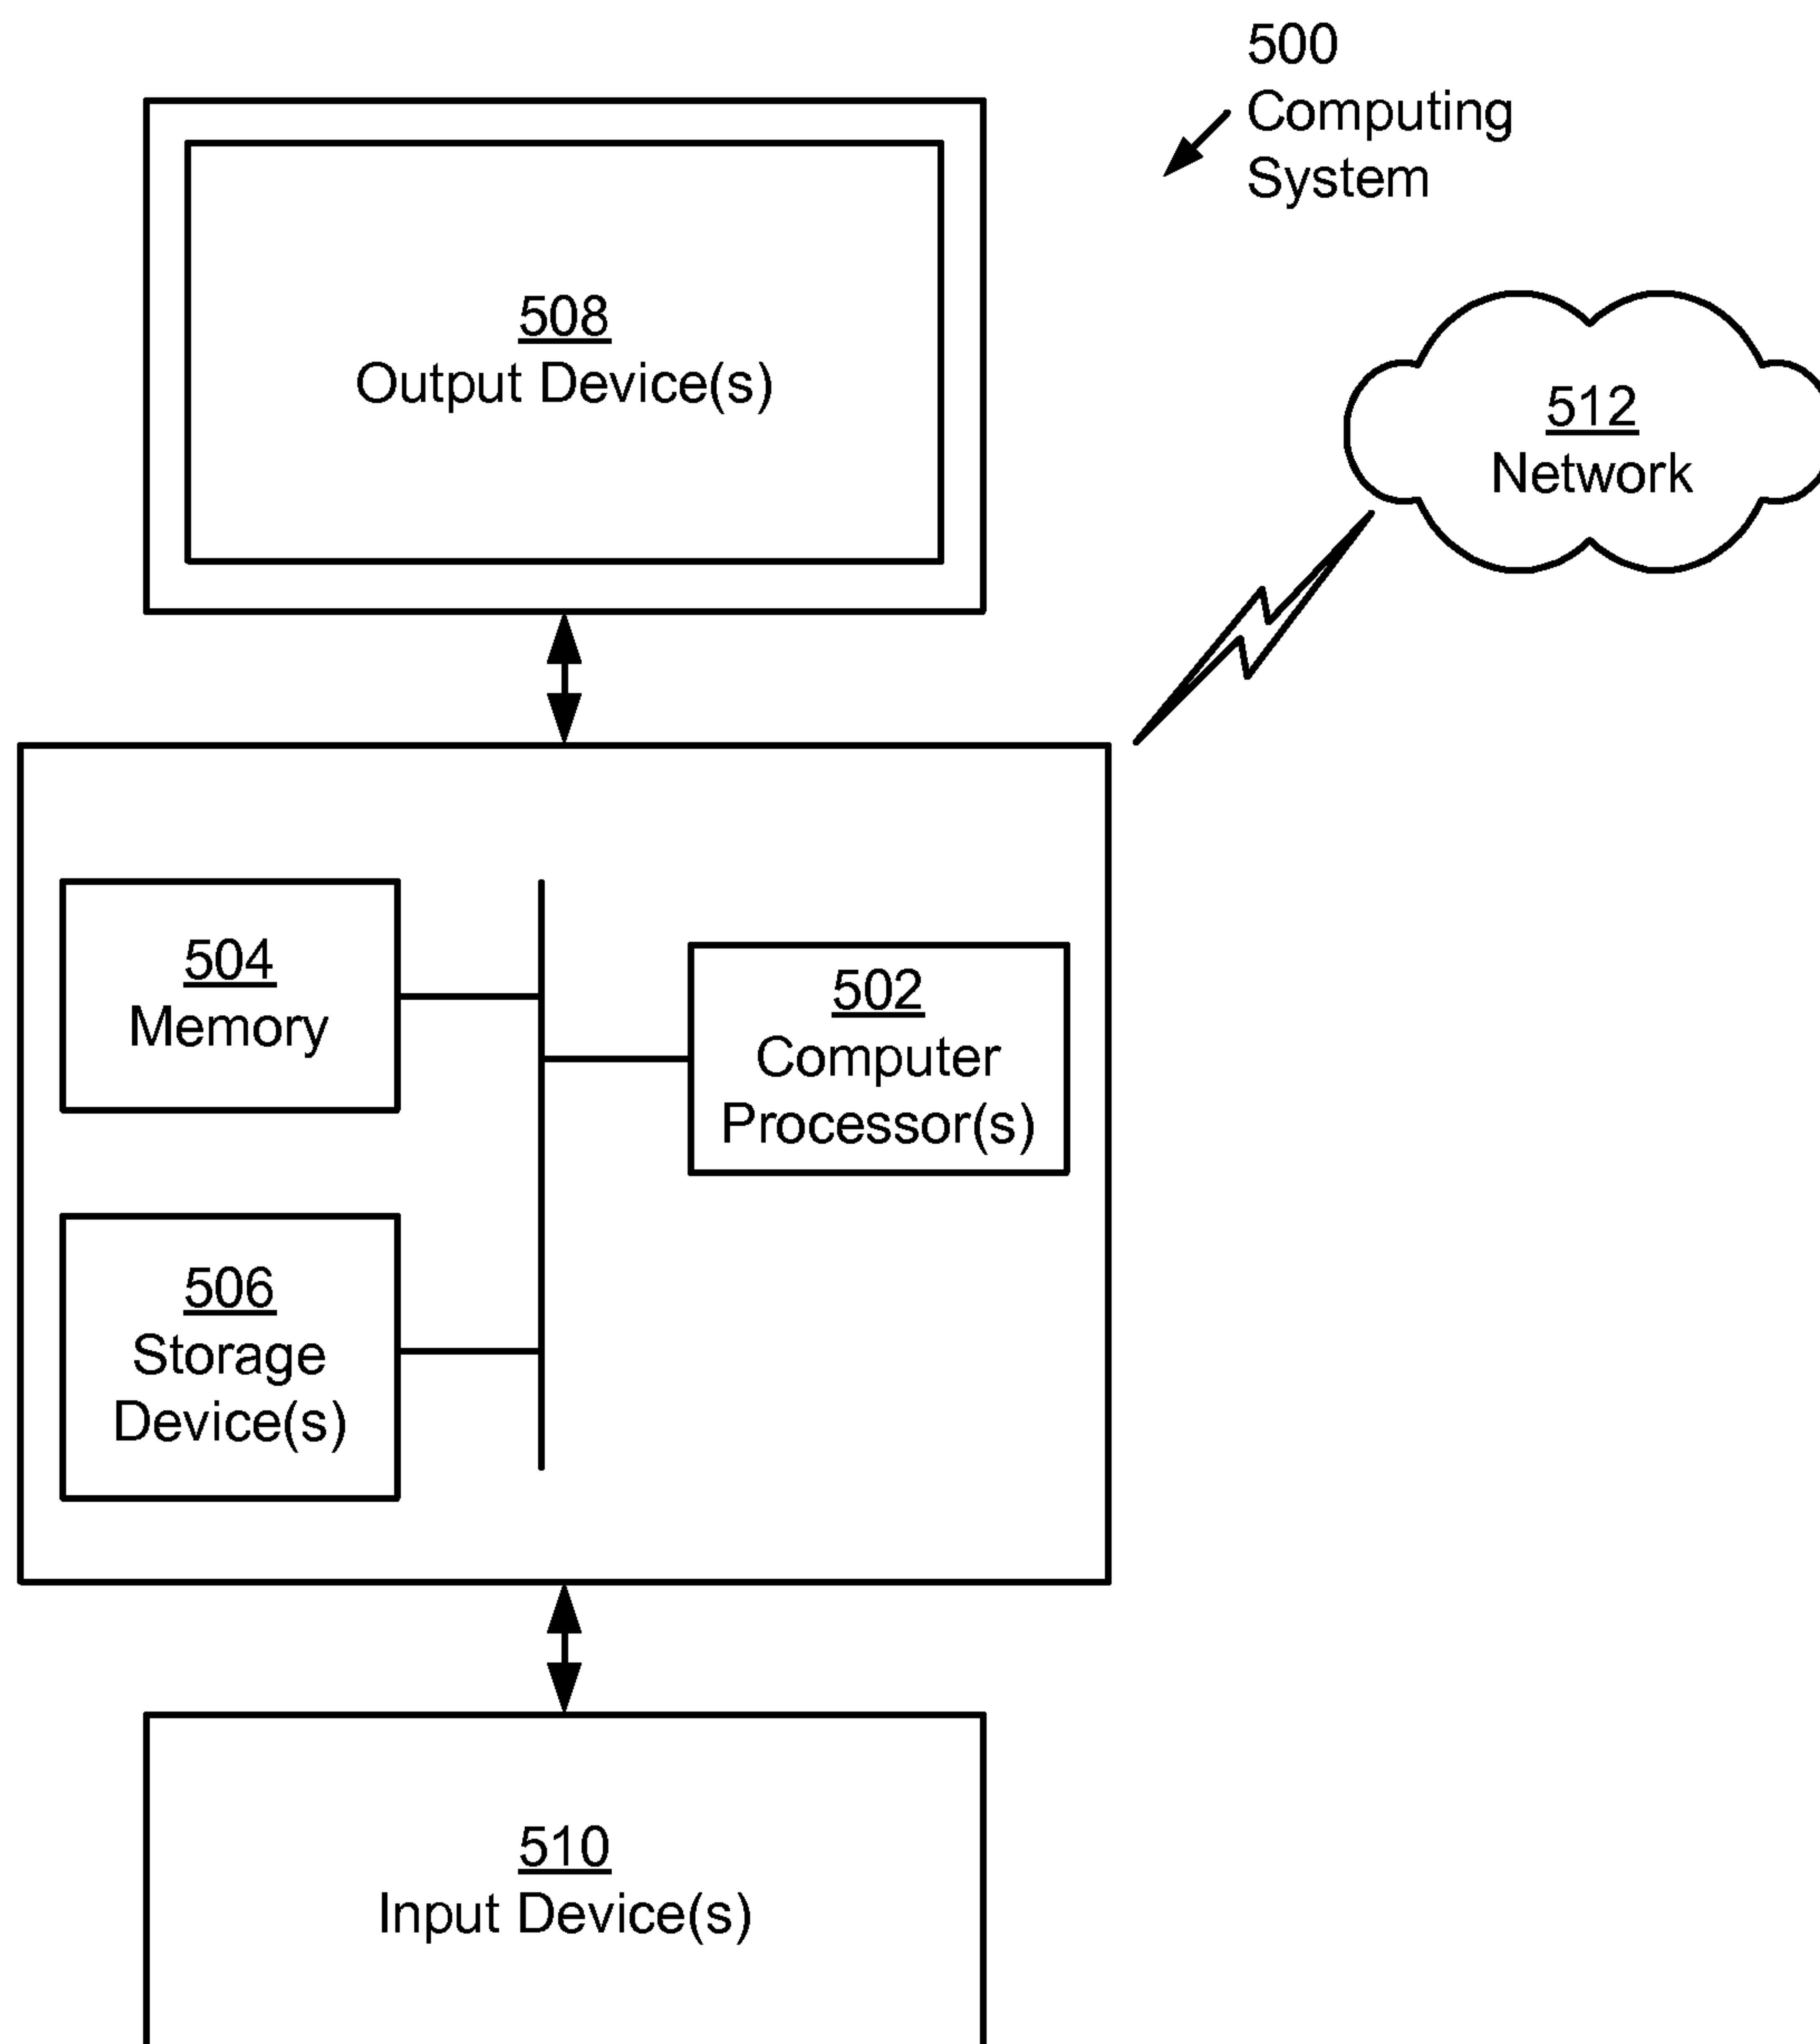 500
Computing
System
508
Output Device(s)
512
Network
504
Memory
502
Computer
Processor(s)
506
Storage
Device(s)
510
Input Device(s)